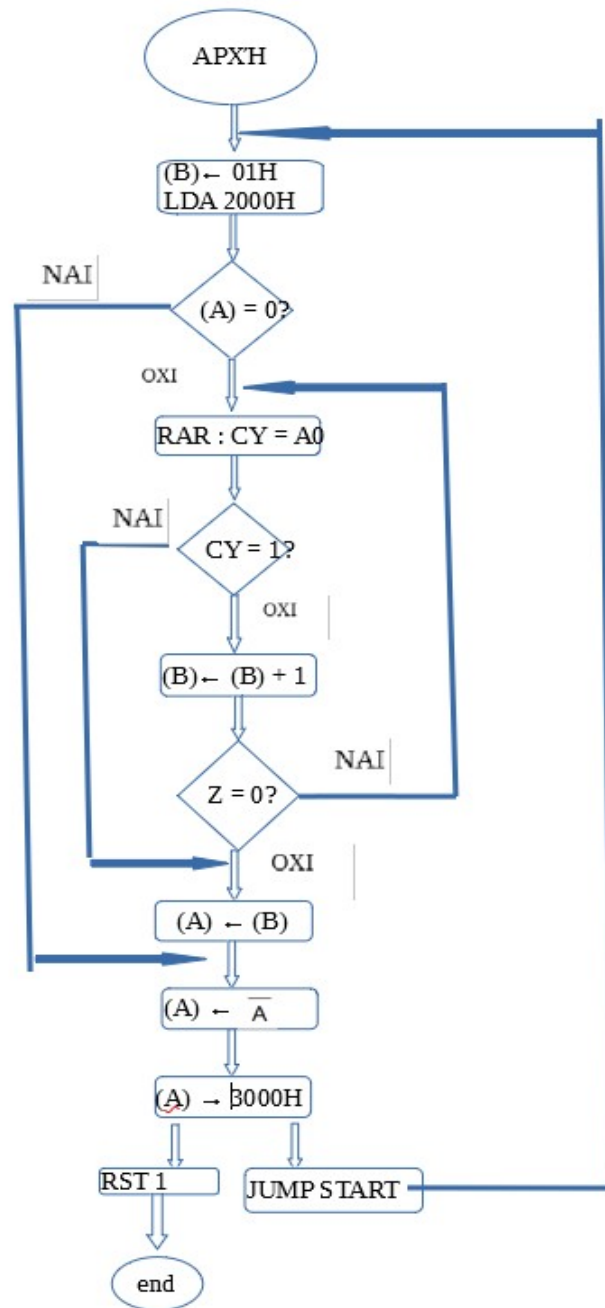 ΑΡΧΉ
(B)← 01H
LDA 2000H
ΝΑΙ
(A) = 0?
ΟΧΙ
RAR : CY = A0
ΝΑΙ
CY = 1?
ΟΧΙ
(B)← (B) + 1
Z = 0?
ΝΑΙ
ΟΧΙ
(A) ← (B)
(A) ← A̅
(A) → 3000H
RST 1
JUMP START
end